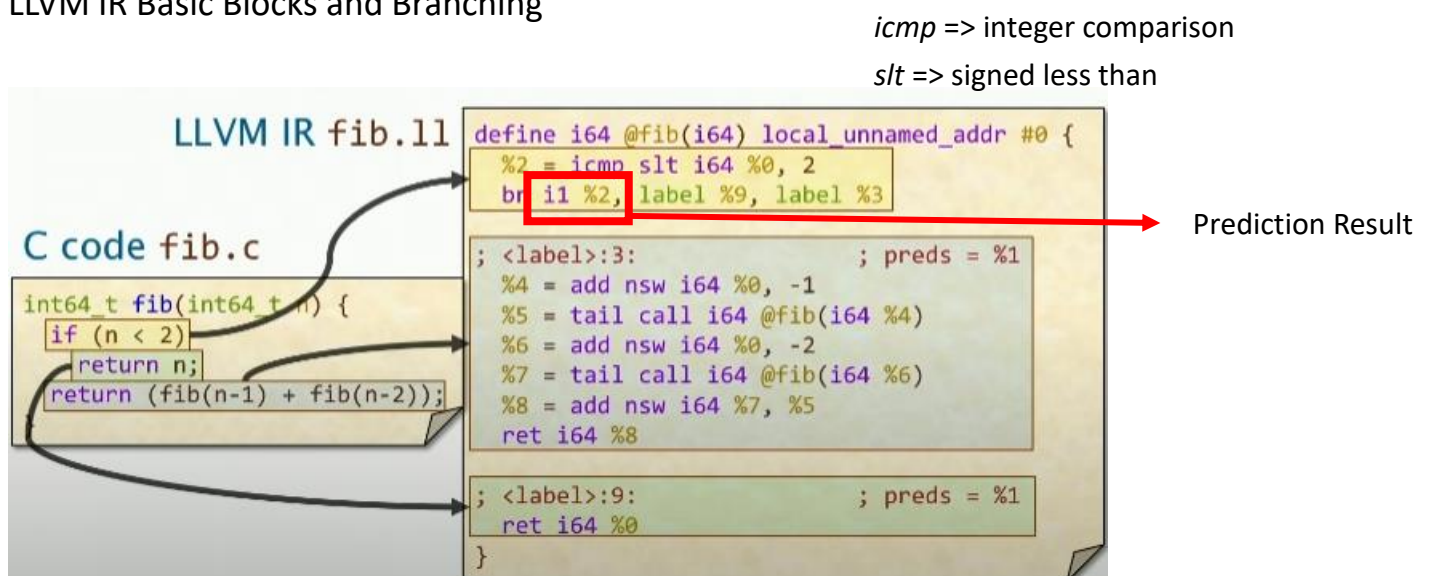 LLVM IR Basic Blocks and Branching
icmp => integer comparison
slt => signed less than
LLVM IR fib.ll
define i64 @fib(i64) local_unnamed_addr #0 {
%2 = icmp slt i64 %0, 2
br i1 %2, label %9, label %3
Prediction Result
; <label>:3: ; preds = %1
%4 = add nsw i64 %0, -1
%5 = tail call i64 @fib(i64 %4)
%6 = add nsw i64 %0, -2
%7 = tail call i64 @fib(i64 %6)
%8 = add nsw i64 %7, %5
ret i64 %8
; <label>:9: ; preds = %1
ret i64 %0
}
C code fib.c
int64_t fib(int64_t n) {
if (n < 2)
return n;
return (fib(n-1) + fib(n-2));
}